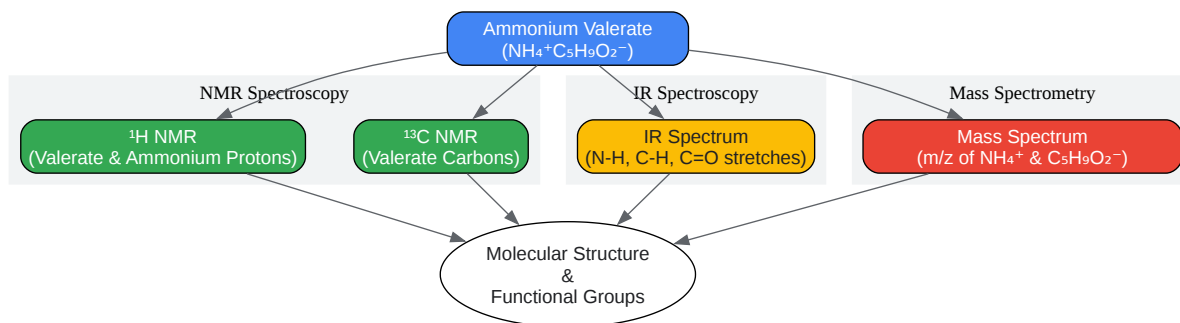 Ammonium Valerate
(NH₄⁺C₅H₉O₂⁻)
NMR Spectroscopy
IR Spectroscopy
Mass Spectrometry
¹H NMR
(Valerate & Ammonium Protons)
¹³C NMR
(Valerate Carbons)
IR Spectrum
(N-H, C-H, C=O stretches)
Mass Spectrum
(m/z of NH₄⁺ & C₅H₉O₂⁻)
Molecular Structure
&
Functional Groups